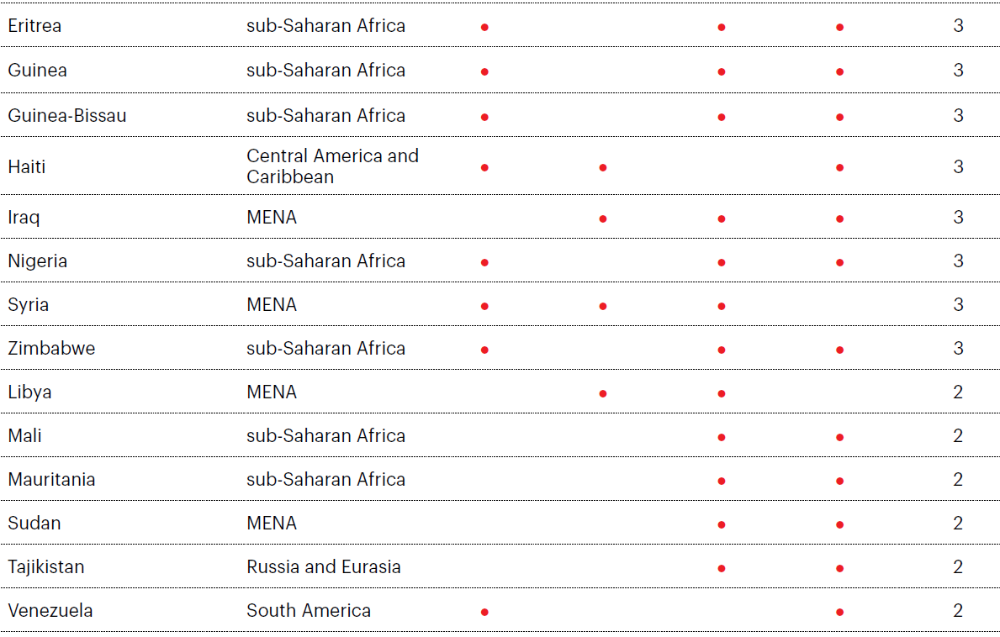 Eritrea sub-Saharan Africa • • • 3
Guinea sub-Saharan Africa • • • 3
Guinea-Bissau sub-Saharan Africa • • • 3
Haiti Central America and
Caribbean • • • 3
Iraq MENA • • • 3
Nigeria sub-Saharan Africa • • • 3
Syria MENA • • • 3
Zimbabwe sub-Saharan Africa • • • 3
Libya MENA • • 2
Mali sub-Saharan Africa • • 2
Mauritania sub-Saharan Africa • • 2
Sudan MENA • • 2
Tajikistan Russia and Eurasia • • 2
Venezuela South America • • 2